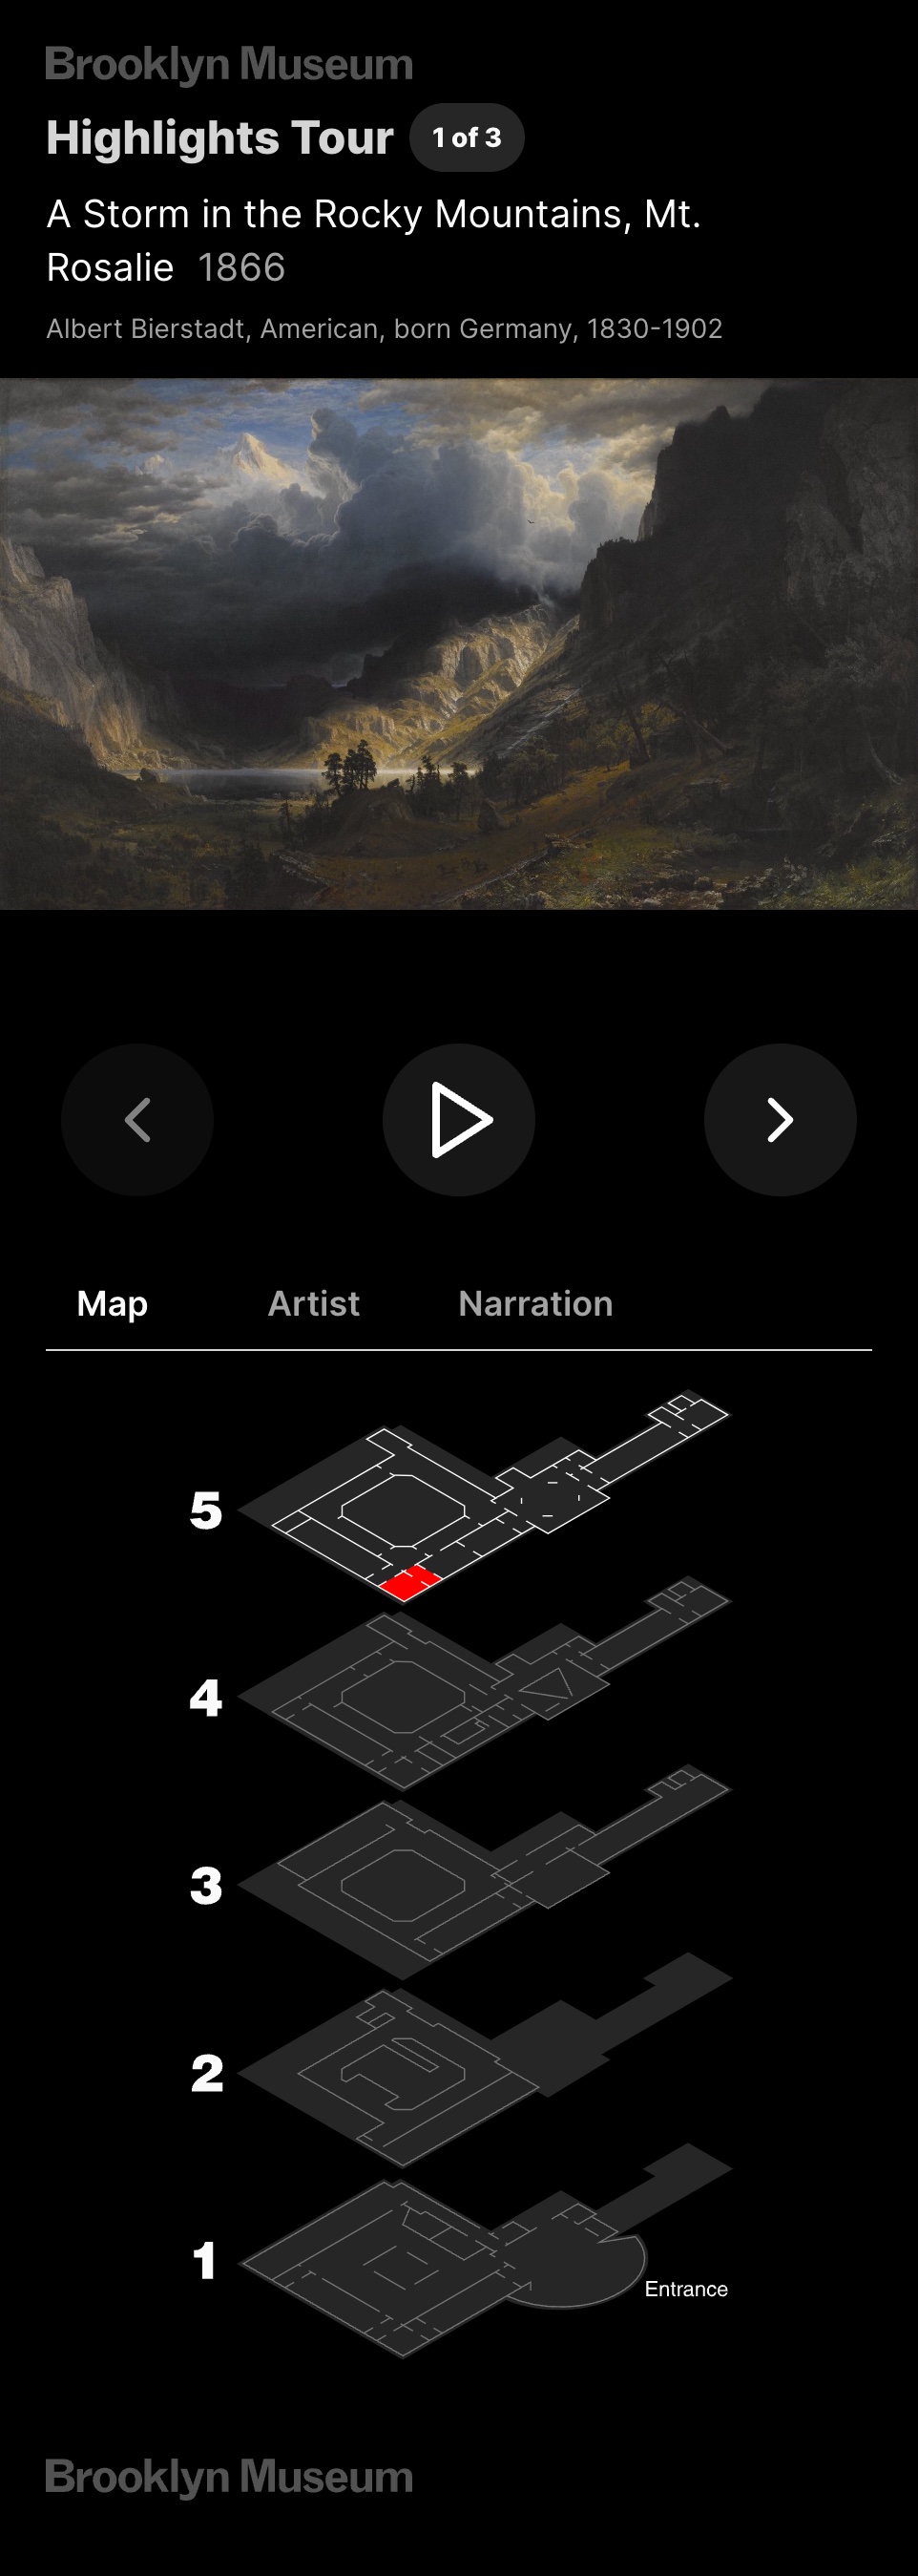 Brooklyn Museum
Highlights Tour 1 of 3
A Storm in the Rocky Mountains, Mt.
Rosalie 1866
Albert Bierstadt, American, born Germany, 1830-1902
Map Artist Narration
5
4
3
2
1
Entrance
Brooklyn Museum